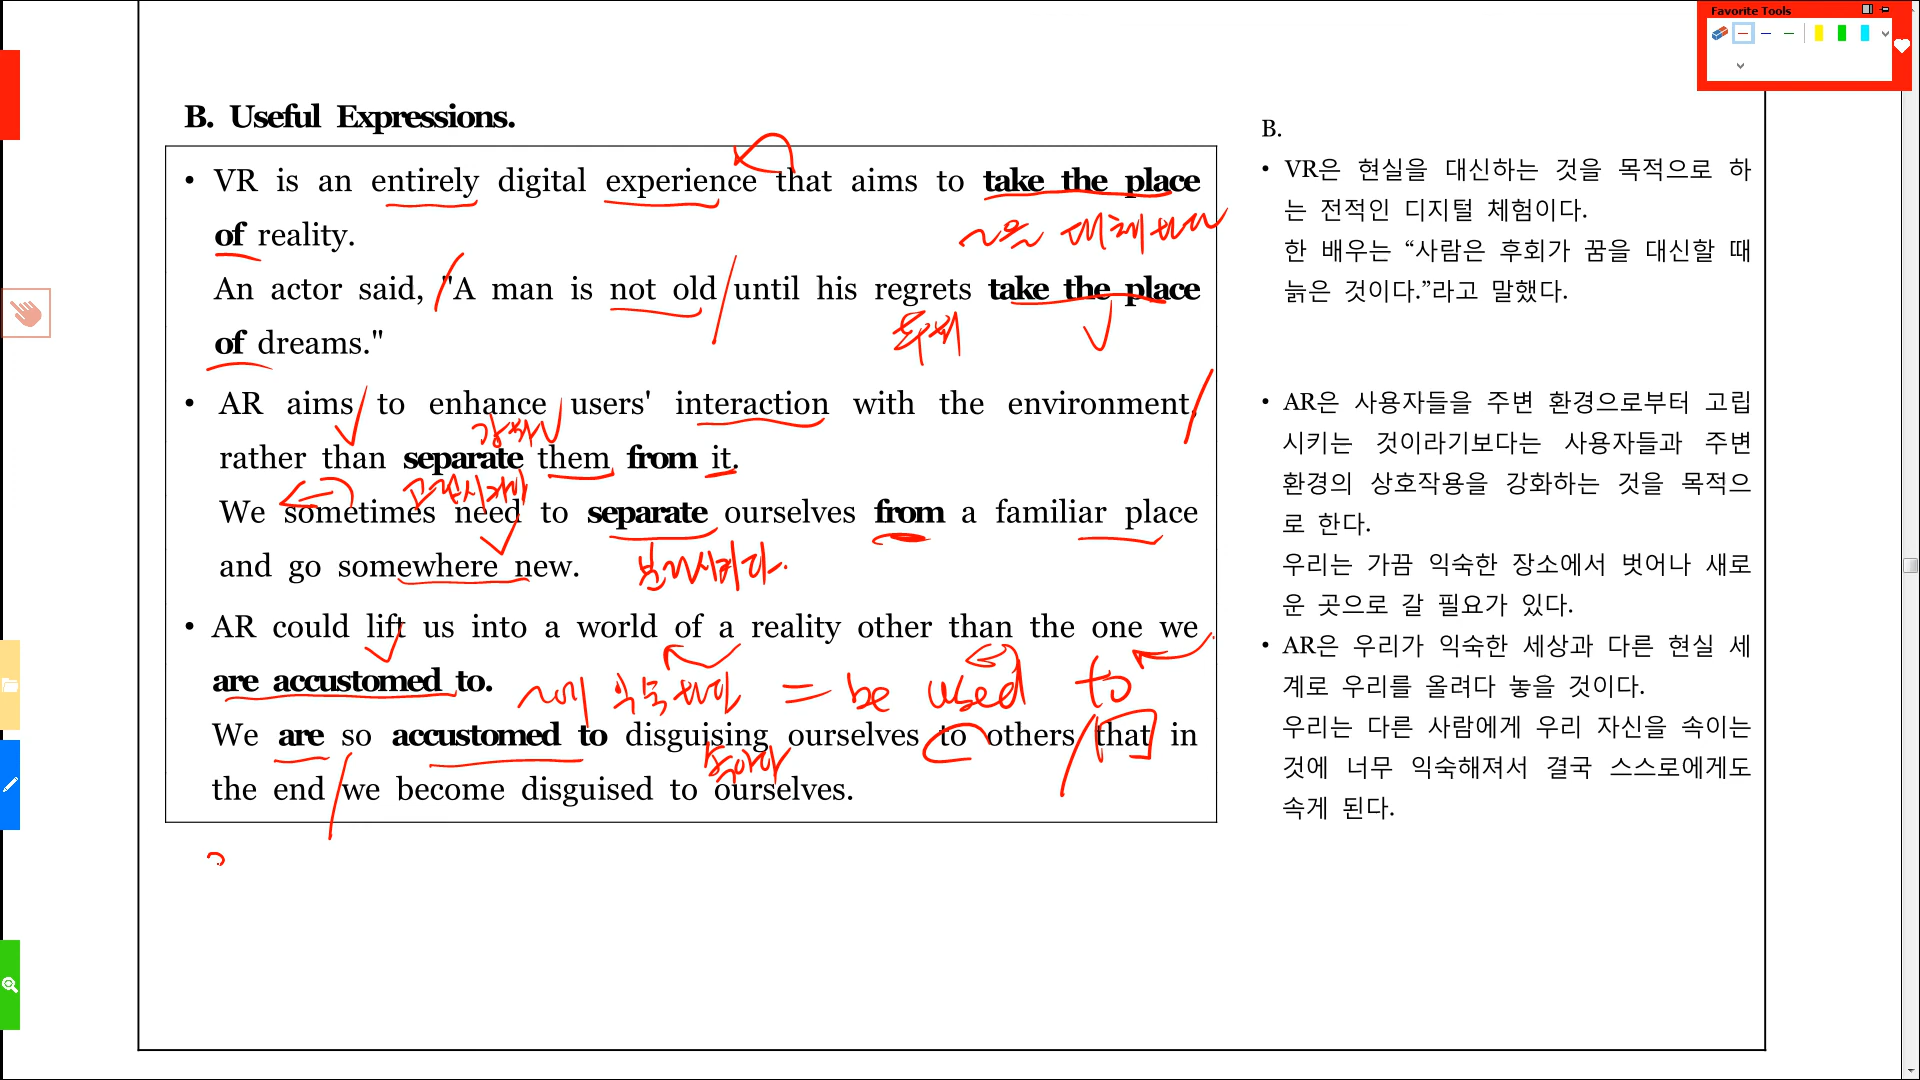 Favorite Tools
B. Useful Expressions.
• VR is an entirely digital experience that aims to take the place
of reality.
~을 대체하다
An actor said, "A man is not old until his regrets take the place
후회
of dreams."
• AR aims to enhance users' interaction with the environment,
강화
rather than separate them from it.
고립시키다
We sometimes need to separate ourselves from a familiar place
and go somewhere new.
분리시키다.
• AR could lift us into a world of a reality other than the one we
are accustomed to.
~에 익숙하다 = be used to
We are so accustomed to disguising ourselves to others that in
속이다
the end we become disguised to ourselves.
B.
• VR은 현실을 대신하는 것을 목적으로 하
는 전적인 디지털 체험이다.
한 배우는 “사람은 후회가 꿈을 대신할 때
늙은 것이다.”라고 말했다.
• AR은 사용자들을 주변 환경으로부터 고립
시키는 것이라기보다는 사용자들과 주변
환경의 상호작용을 강화하는 것을 목적으
로 한다.
우리는 가끔 익숙한 장소에서 벗어나 새로
운 곳으로 갈 필요가 있다.
• AR은 우리가 익숙한 세상과 다른 현실 세
계로 우리를 올려다 놓을 것이다.
우리는 다른 사람에게 우리 자신을 속이는
것에 너무 익숙해져서 결국 스스로에게도
속게 된다.